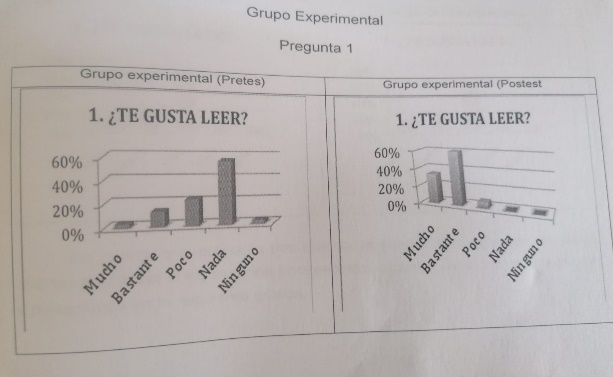 Grupo Experimental
Pregunta 1
Grupo experimental (Pretes)
Grupo experimental (Postest
1. ¿TE GUSTA LEER?
60%
40%
20%
0%
Mucho
Bastante
Poco
Nada
Ninguno
1. ¿TE GUSTA LEER?
60%
40%
20%
0%
Mucho
Bastante
Poco
Nada
Ninguno